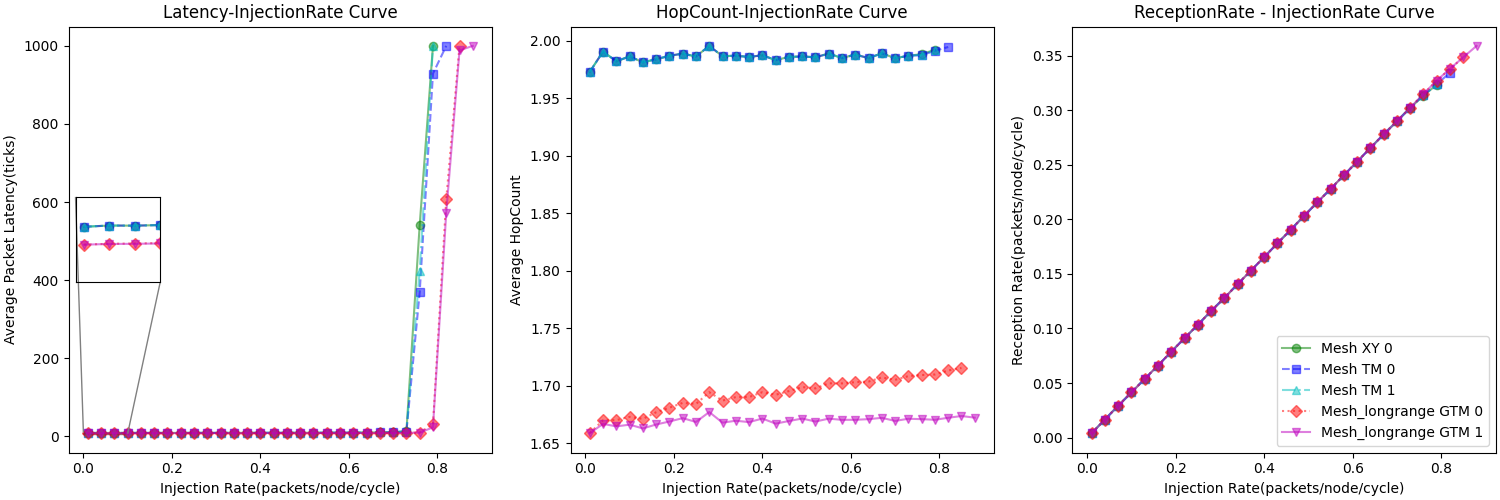 Latency-InjectionRate Curve
Average Packet Latency(ticks)
1000
800
600
400
200
0
0.0 0.2 0.4 0.6 0.8
Injection Rate(packets/node/cycle)
HopCount-InjectionRate Curve
Average HopCount
2.00
1.95
1.90
1.85
1.80
1.75
1.70
1.65
0.0 0.2 0.4 0.6 0.8
Injection Rate(packets/node/cycle)
ReceptionRate - InjectionRate Curve
Reception Rate(packets/node/cycle)
0.35
0.30
0.25
0.20
0.15
0.10
0.05
0.00
Mesh XY 0
Mesh TM 0
Mesh TM 1
Mesh_longrange GTM 0
Mesh_longrange GTM 1
0.0 0.2 0.4 0.6 0.8
Injection Rate(packets/node/cycle)